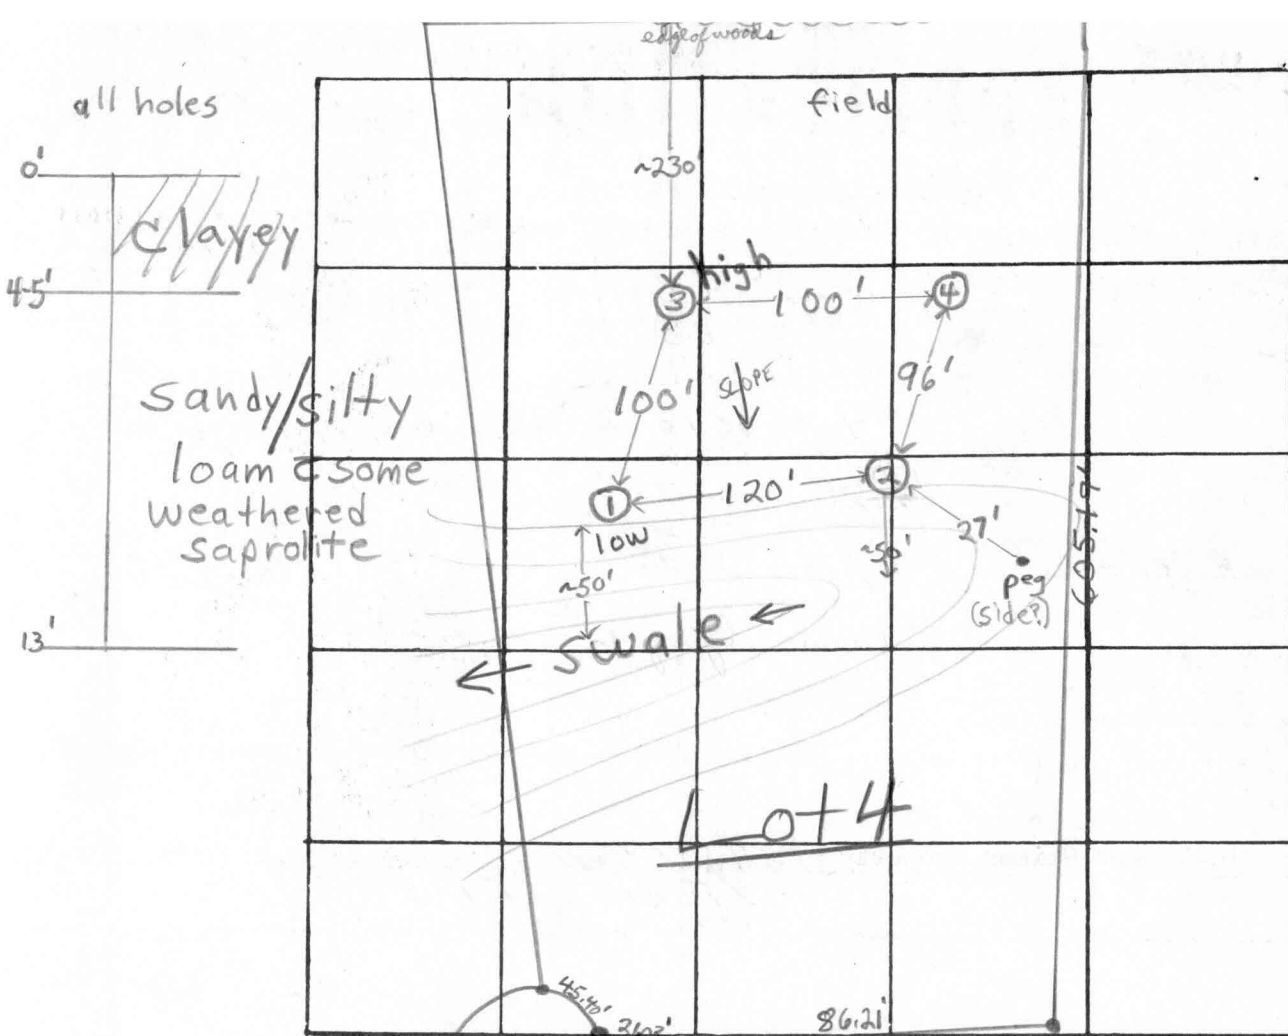 edge of woods
all holes
field
0'
~230'
clayey
high
4-5'
3
100'
4
SLOPE
96'
100'
Sandy/silty
loam c̄ some
weathered
saprolite
2
120'
1
low
605.19
27'
~50'
~50'
peg
(side?)
swale
13'
Lot 4
45.40'
86.21'